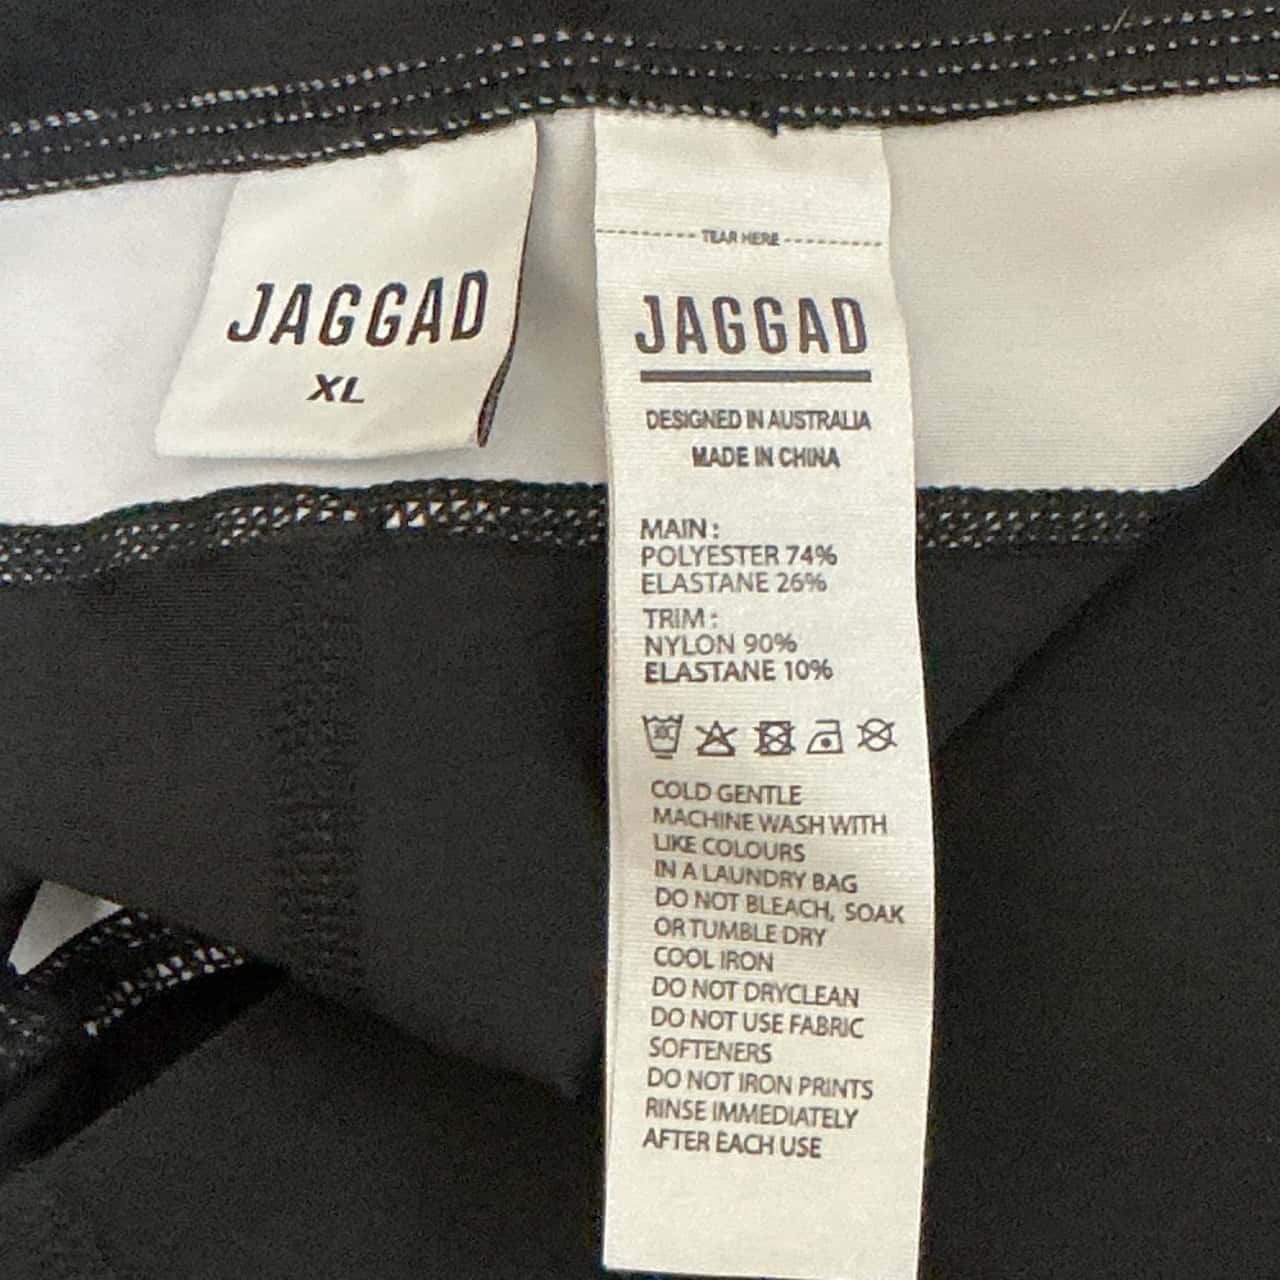 JAGGAD
XL
TEAR HERE
JAGGAD
DESIGNED IN AUSTRALIA
MADE IN CHINA
MAIN :
POLYESTER 74%
ELASTANE 26%
TRIM :
NYLON 90%
ELASTANE 10%
COLD GENTLE
MACHINE WASH WITH
LIKE COLOURS
IN A LAUNDRY BAG
DO NOT BLEACH, SOAK
OR TUMBLE DRY
COOL IRON
DO NOT DRYCLEAN
DO NOT USE FABRIC
SOFTENERS
DO NOT IRON PRINTS
RINSE IMMEDIATELY
AFTER EACH USE